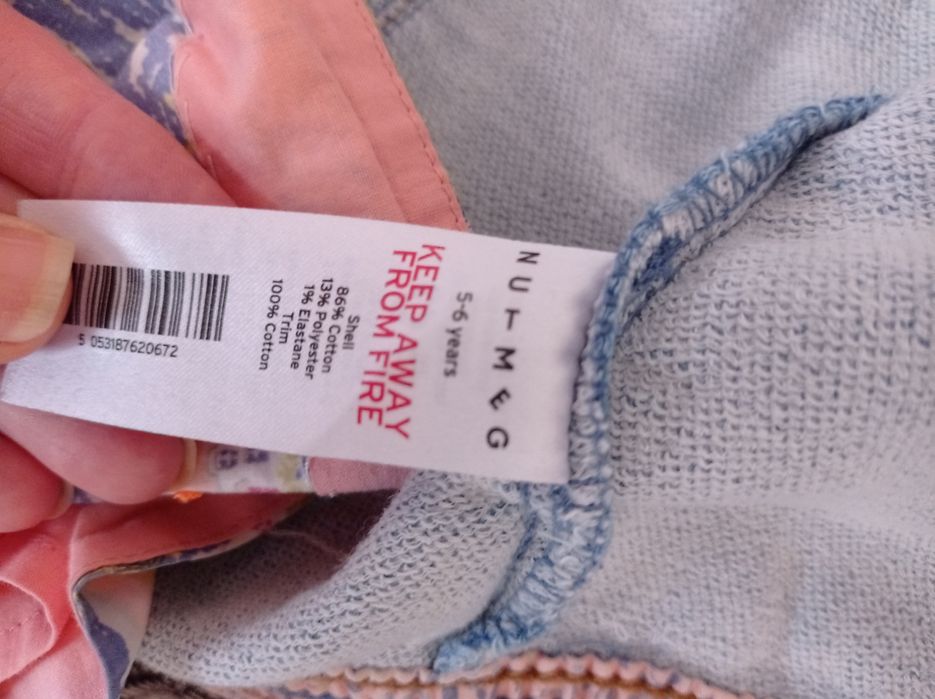 NUTMEG
5-6 years
KEEP AWAY
FROM FIRE
Shell
86% Cotton
13% Polyester
1% Elastane
Trim
100% Cotton
5 053187620672